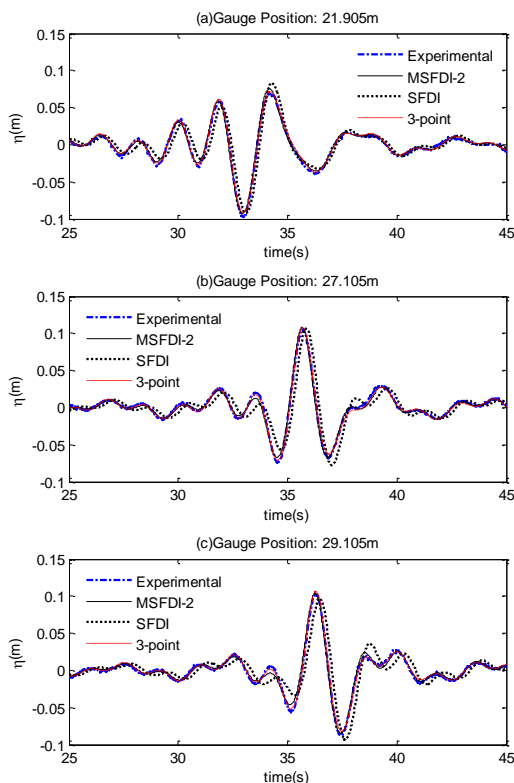 (a)Gauge Position: 21.905m
0.15
0.1
0.05
0
-0.05
-0.1
η(m)
Experimental
MSFDI-2
SFDI
3-point
25 30 35 40 45
time(s)
(b)Gauge Position: 27.105m
0.15
0.1
0.05
0
-0.05
-0.1
η(m)
Experimental
MSFDI-2
SFDI
3-point
25 30 35 40 45
time(s)
(c)Gauge Position: 29.105m
0.15
0.1
0.05
0
-0.05
-0.1
η(m)
Experimental
MSFDI-2
SFDI
3-point
25 30 35 40 45
time(s)